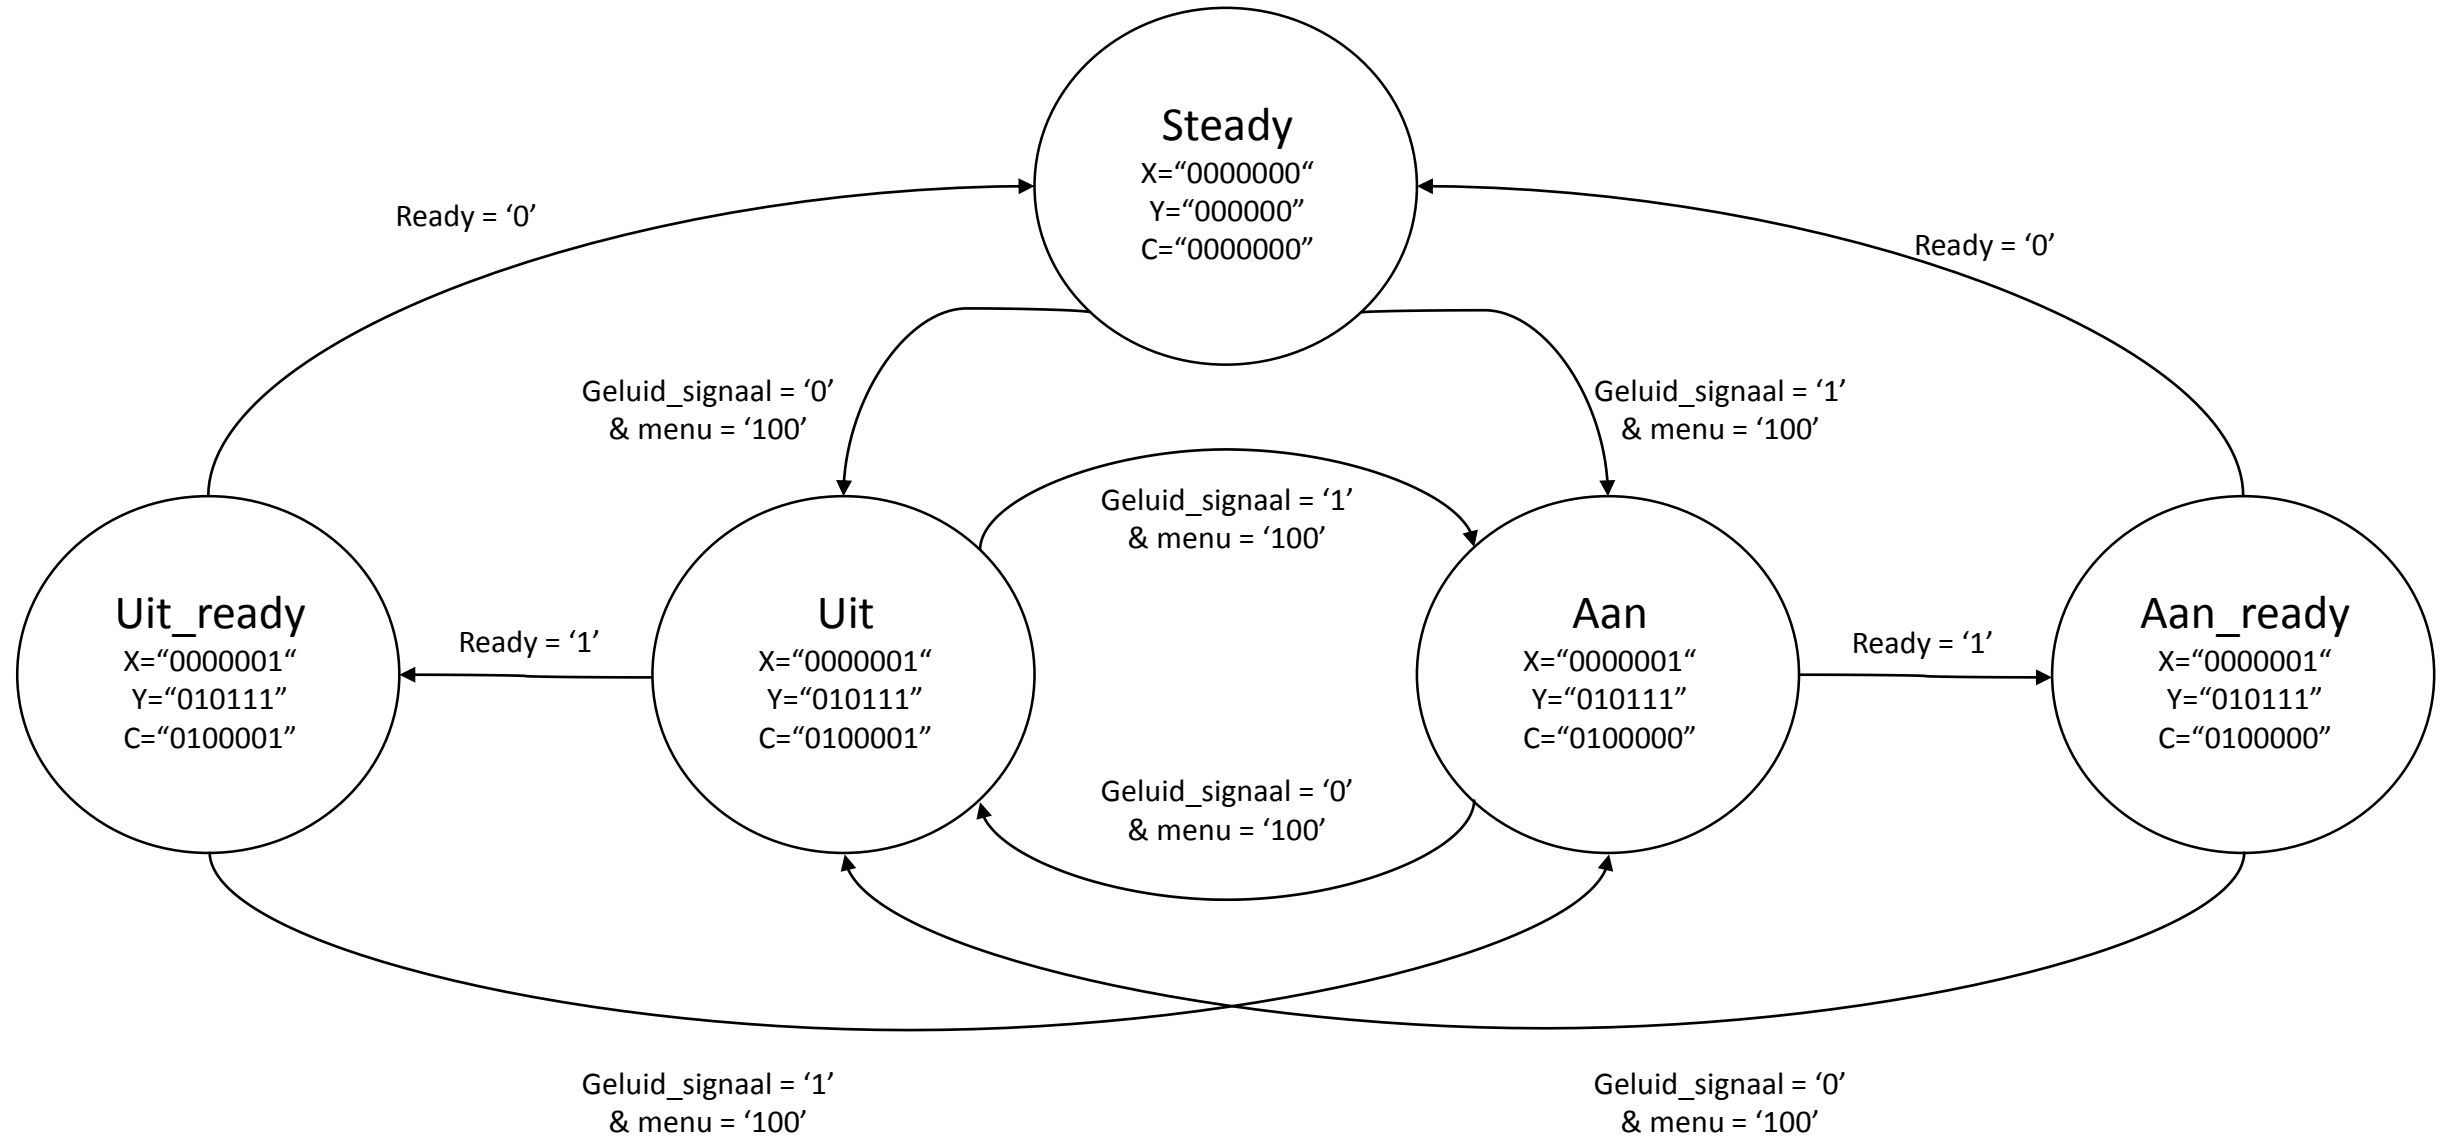 Steady
X=“0000000“
Y=“000000”
C=“0000000”
Ready = ‘0’
Ready = ‘0’
Geluid_signaal = ‘0’
& menu = ‘100’
Geluid_signaal = ‘1’
& menu = ‘100’
Geluid_signaal = ‘1’
& menu = ‘100’
Uit_ready
X=“0000001“
Y=“010111”
C=“0100001”
Ready = ‘1’
Uit
X=“0000001“
Y=“010111”
C=“0100001”
Aan
X=“0000001“
Y=“010111”
C=“0100000”
Ready = ‘1’
Aan_ready
X=“0000001“
Y=“010111”
C=“0100000”
Geluid_signaal = ‘0’
& menu = ‘100’
Geluid_signaal = ‘1’
& menu = ‘100’
Geluid_signaal = ‘0’
& menu = ‘100’